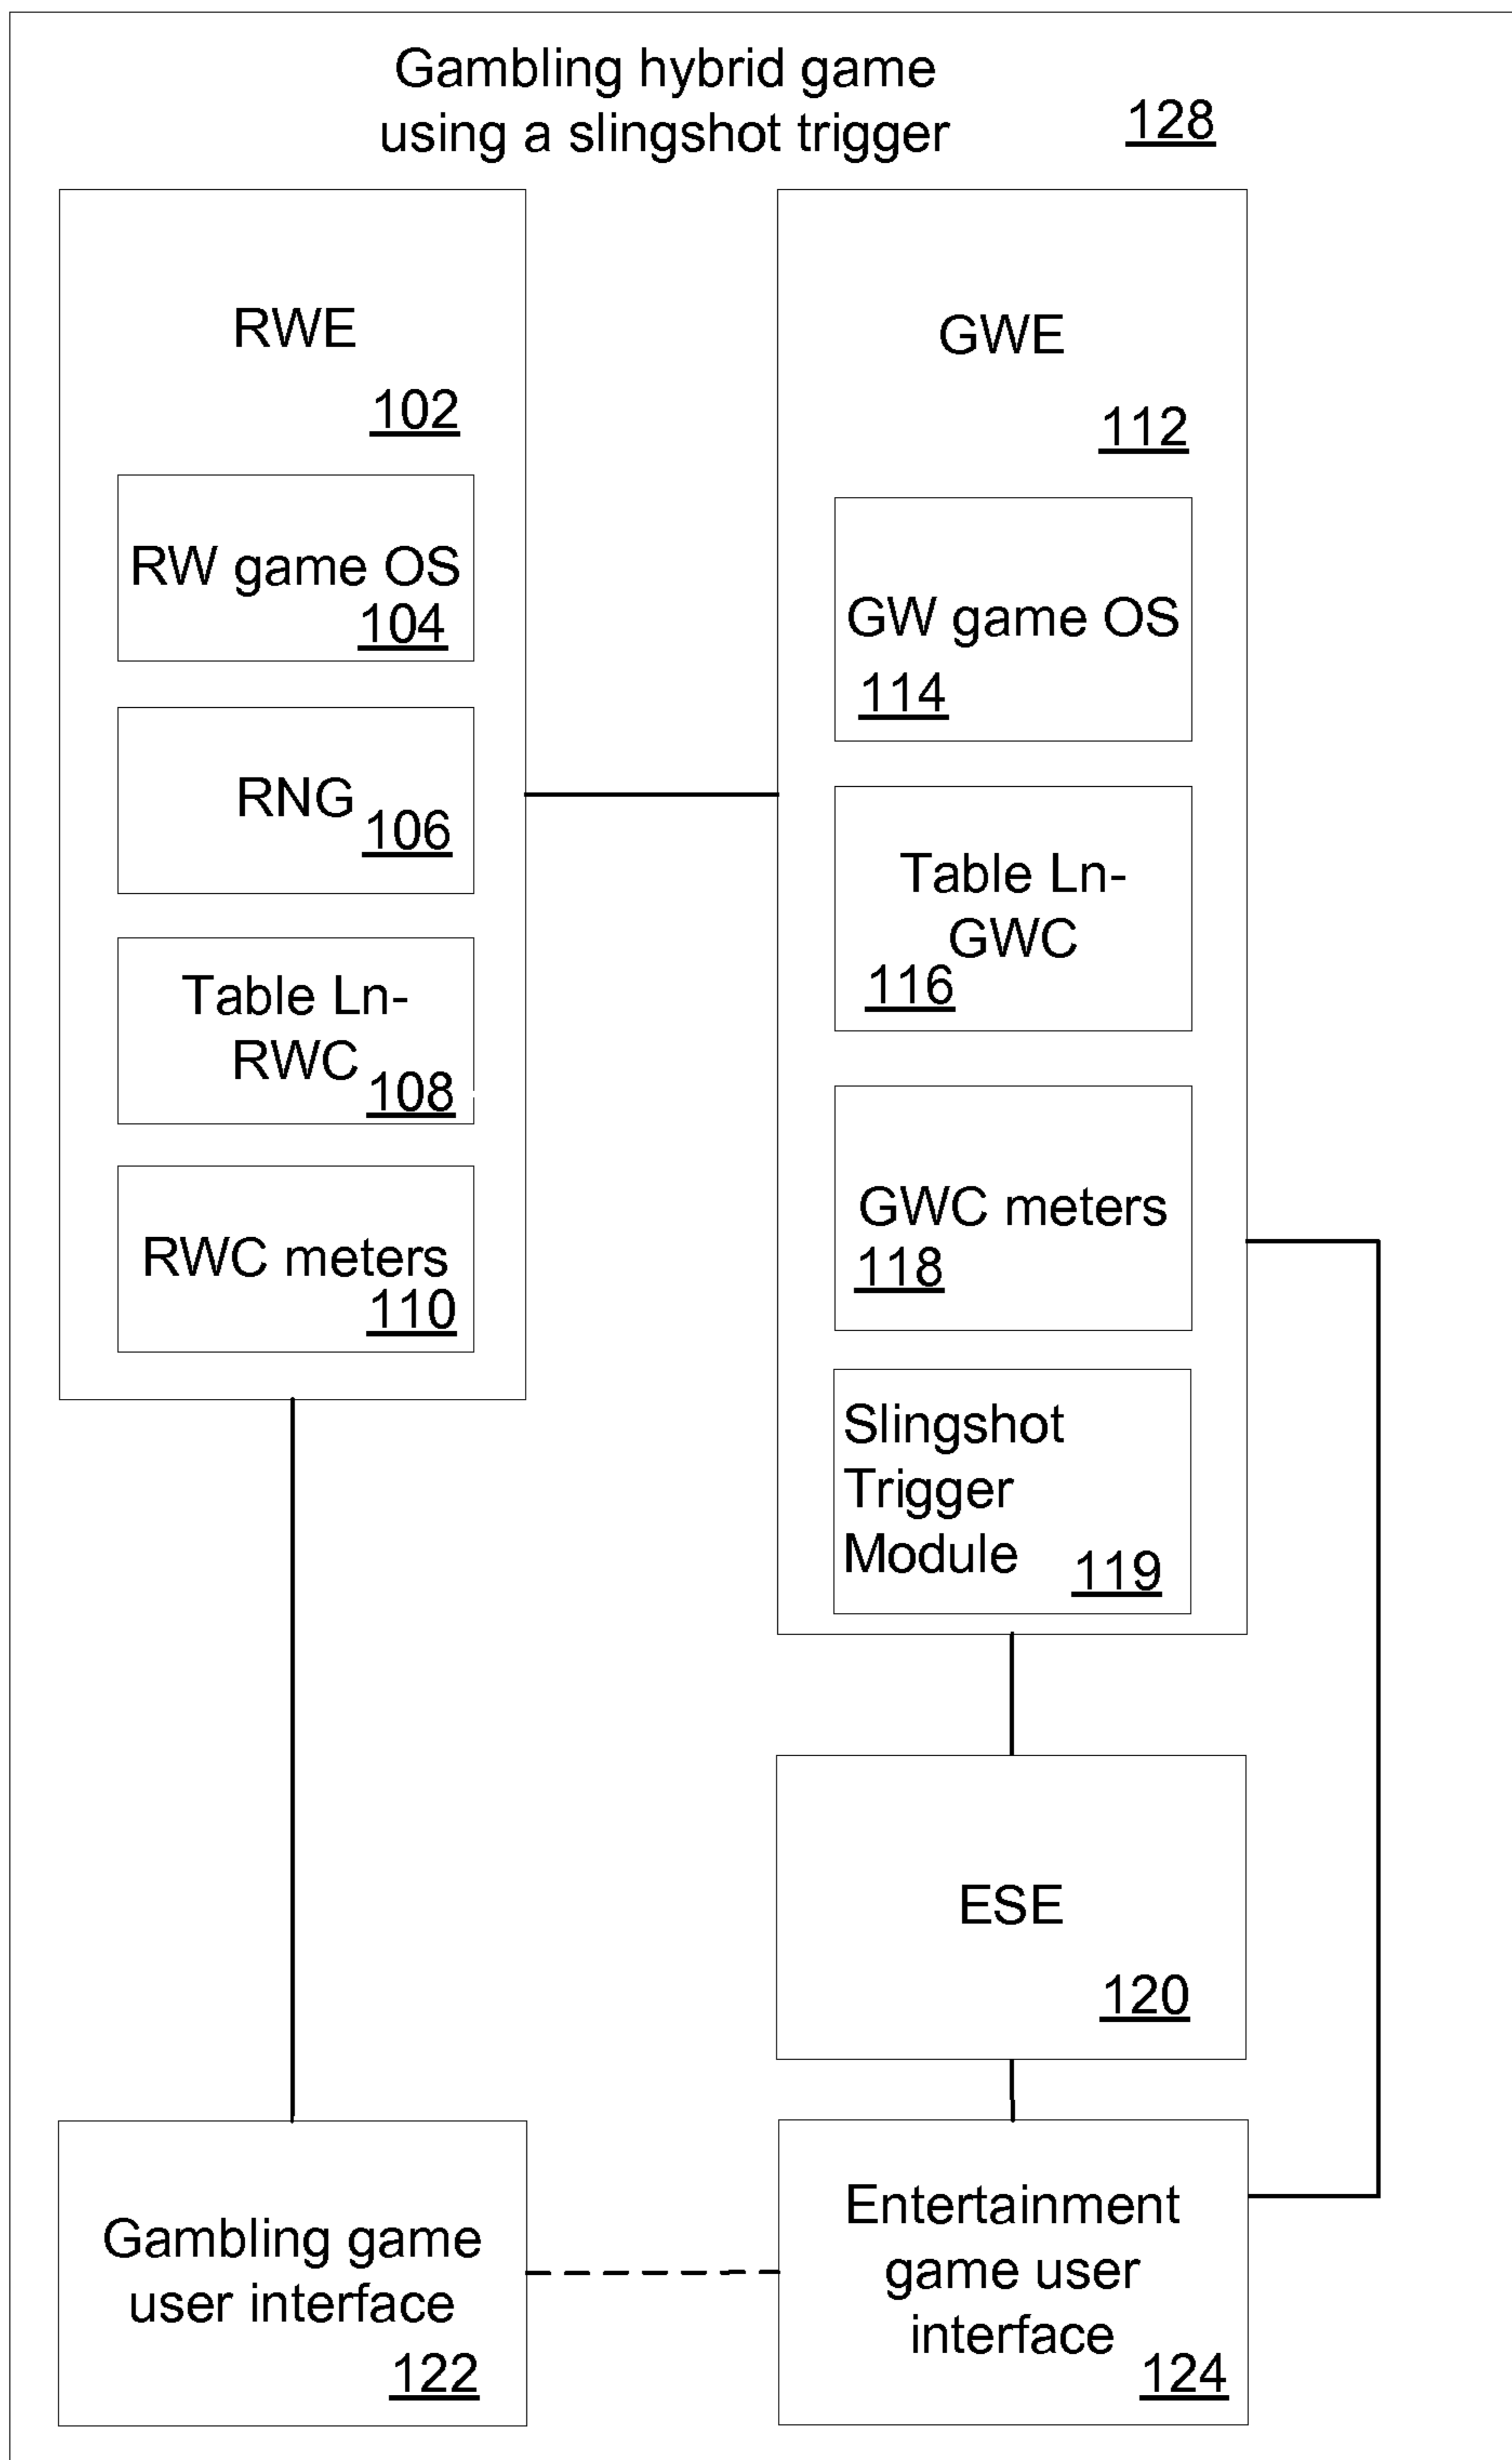 Gambling hybrid game
using a slingshot trigger
128
RWE
102
RW game OS
104
RNG
106
Table Ln-
RWC
108
RWC meters
110
GWE
112
GW game OS
114
Table Ln-
GWC
116
GWC meters
118
Slingshot
Trigger
Module
119
ESE
120
Gambling game
user interface
122
Entertainment
game user
interface
124